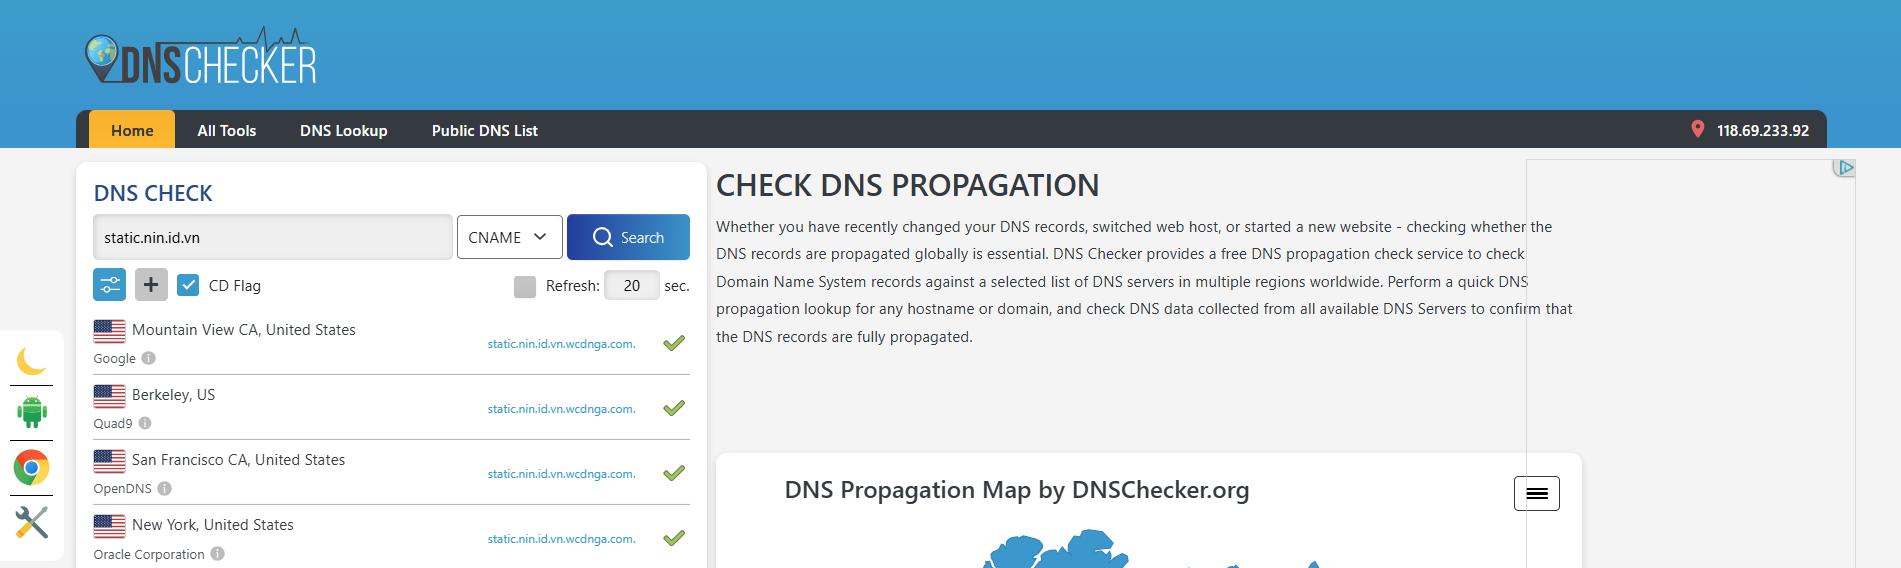 DNSCHECKER
Home
All Tools
DNS Lookup
Public DNS List
118.69.233.92
DNS CHECK
static.nin.id.vn
CNAME
Search
CD Flag
Refresh: 20 sec.
Mountain View CA, United States
Google
static.nin.id.vn.wcdnga.com.
Berkeley, US
Quad9
static.nin.id.vn.wcdnga.com.
San Francisco CA, United States
OpenDNS
static.nin.id.vn.wcdnga.com.
New York, United States
Oracle Corporation
static.nin.id.vn.wcdnga.com.
CHECK DNS PROPAGATION
Whether you have recently changed your DNS records, switched web host, or started a new website - checking whether the
DNS records are propagated globally is essential. DNS Checker provides a free DNS propagation check service to check
Domain Name System records against a selected list of DNS servers in multiple regions worldwide. Perform a quick DNS
propagation lookup for any hostname or domain, and check DNS data collected from all available DNS Servers to confirm that
the DNS records are fully propagated.
DNS Propagation Map by DNSChecker.org